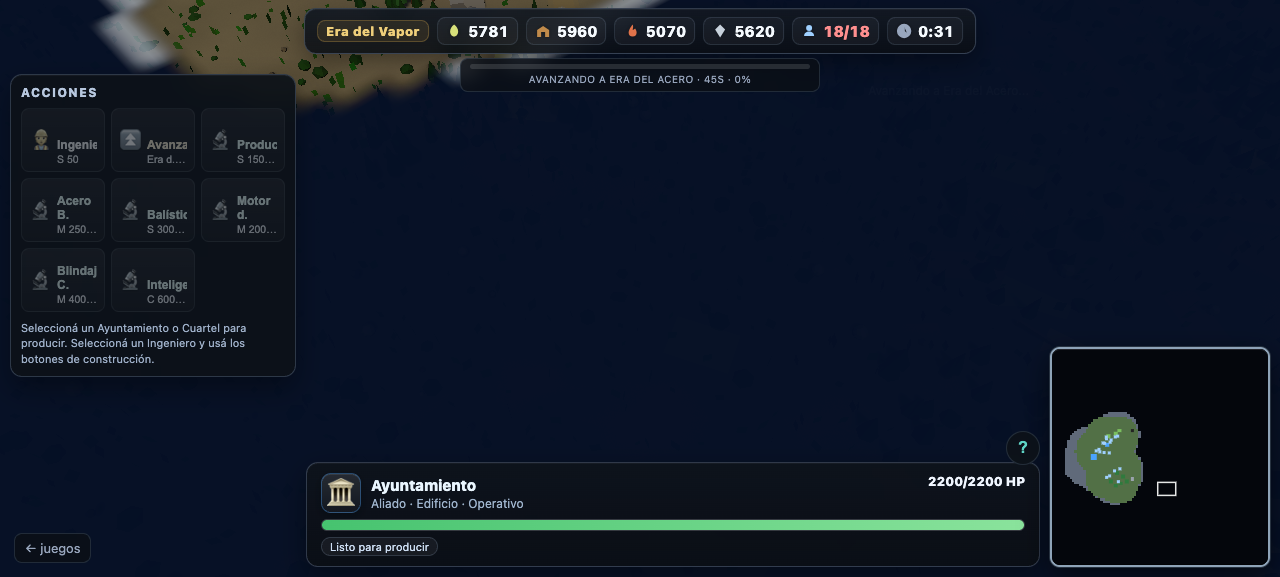 Era del Vapor
5781
5960
5070
5620
18/18
0:31
AVANZANDO A ERA DEL ACERO · 45S · 0%
ACCIONES
Ingenie
S 50
Avanza
Era d....
Produc
S 150...
Acero
B.
M 250...
Balístic
S 300...
Motor
d.
M 200...
Blindaj
C.
M 400...
Intelige
C 600...
Seleccioná un Ayuntamiento o Cuartel para
producir. Seleccioná un Ingeniero y usá los
botones de construcción.
?
Ayuntamiento
2200/2200 HP
Aliado · Edificio · Operativo
Listo para producir
← juegos